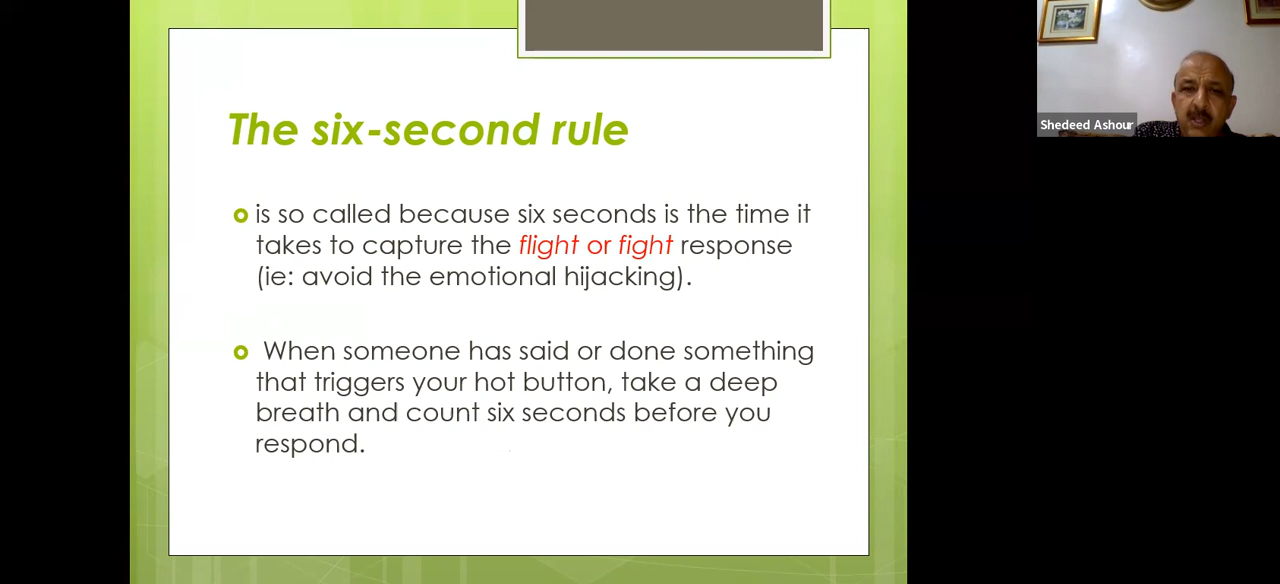 The six-second rule
is so called because six seconds is the time it
takes to capture the flight or fight response
(ie: avoid the emotional hijacking).
When someone has said or done something
that triggers your hot button, take a deep
breath and count six seconds before you
respond.
Shedeed Ashour